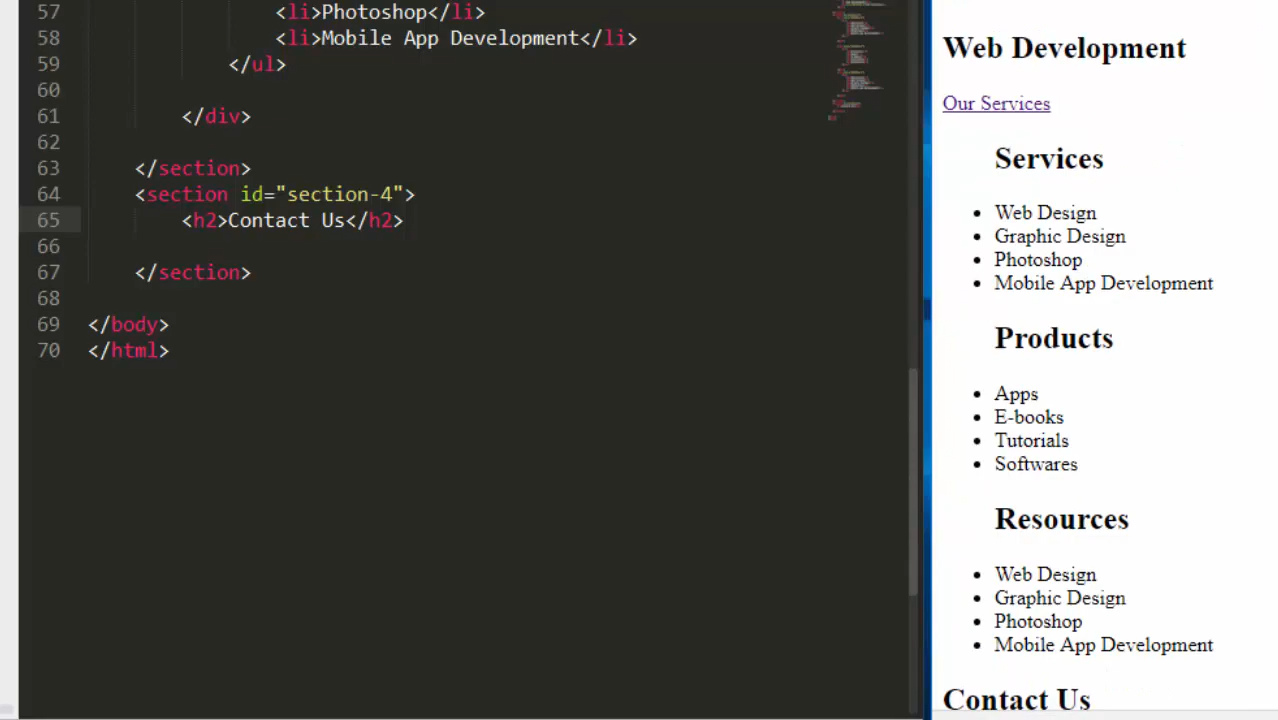 57 <li>Photoshop</li>
58 <li>Mobile App Development</li>
59 </ul>
60
61 </div>
62
63 </section>
64 <section id="section-4">
65 <h2>Contact Us</h2>
66
67 </section>
68
69 </body>
70 </html>
Web Development
Our Services
Services
Web Design
Graphic Design
Photoshop
Mobile App Development
Products
Apps
E-books
Tutorials
Softwares
Resources
Web Design
Graphic Design
Photoshop
Mobile App Development
Contact Us